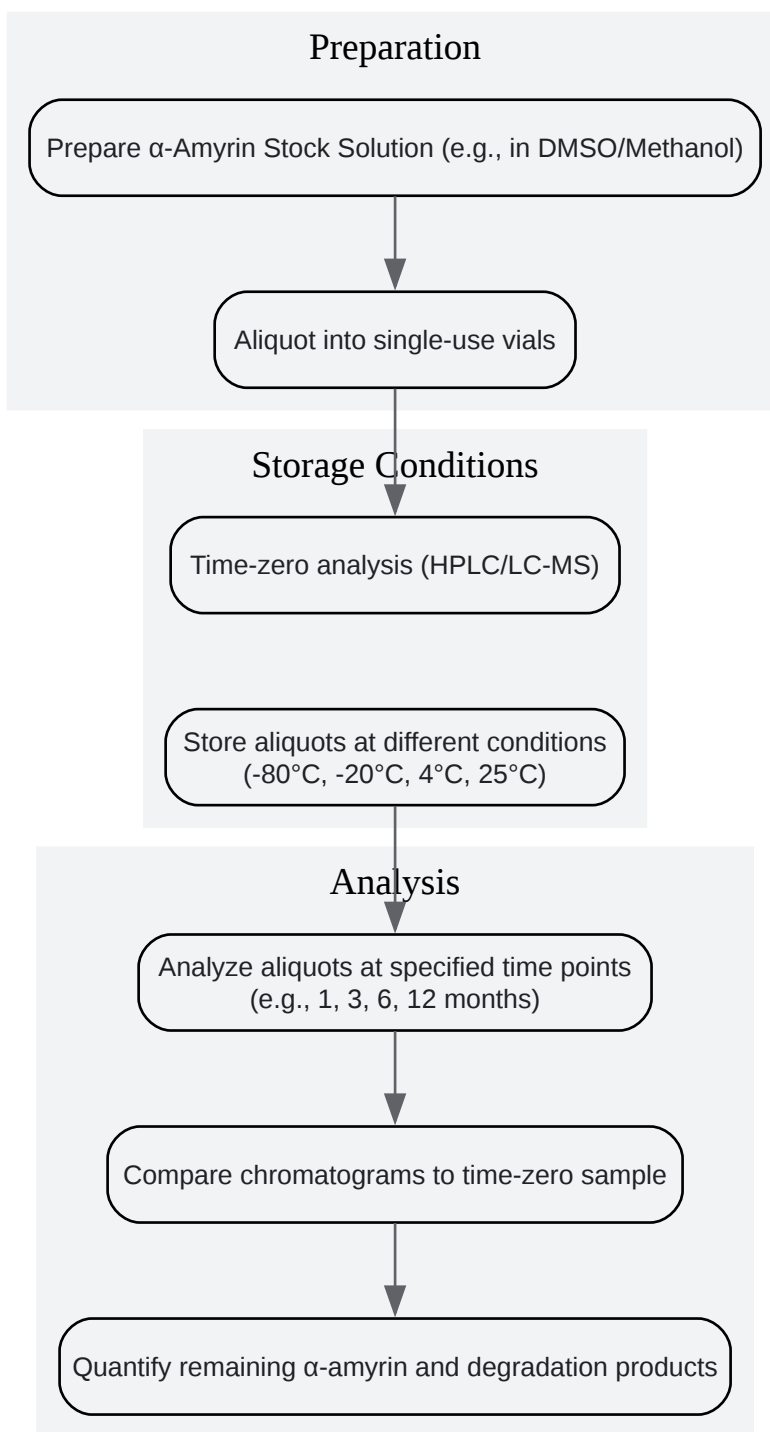 Preparation
Prepare α-Amyrin Stock Solution (e.g., in DMSO/Methanol)
Aliquot into single-use vials
Storage Conditions
Time-zero analysis (HPLC/LC-MS)
Store aliquots at different conditions
(-80°C, -20°C, 4°C, 25°C)
Analysis
Analyze aliquots at specified time points
(e.g., 1, 3, 6, 12 months)
Compare chromatograms to time-zero sample
Quantify remaining α-amyrin and degradation products